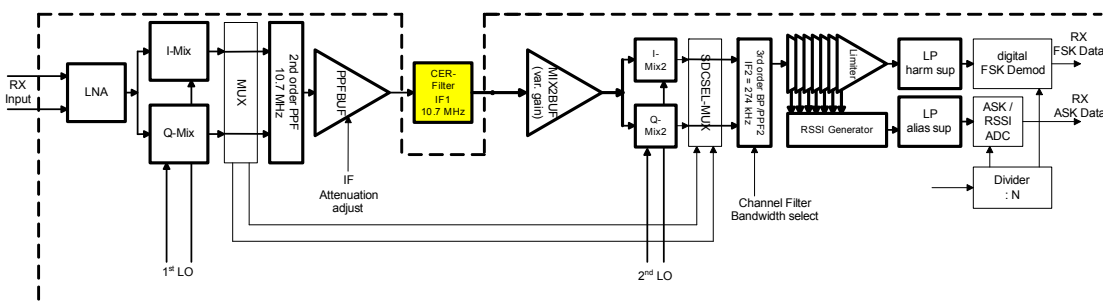 RX
Input
LNA
I-Mix
Q-Mix
MUX
2nd order PPF
10.7 MHz
PPFBUF
IF
Attenuation
adjust
1st LO
CER-
Filter
IF1
10.7 MHz
MIX2BUF
(var. gain)
I-
Mix2
Q-
Mix2
2nd LO
SDCSEL-MUX
3rd order BP /PPF2
IF2 = 274 kHz
Channel Filter
Bandwidth select
Limiter
RSSI Generator
LP
harm sup
LP
alias sup
digital
FSK Demod
ASK /
RSSI
ADC
Divider
: N
RX
FSK Data
RX
ASK Data